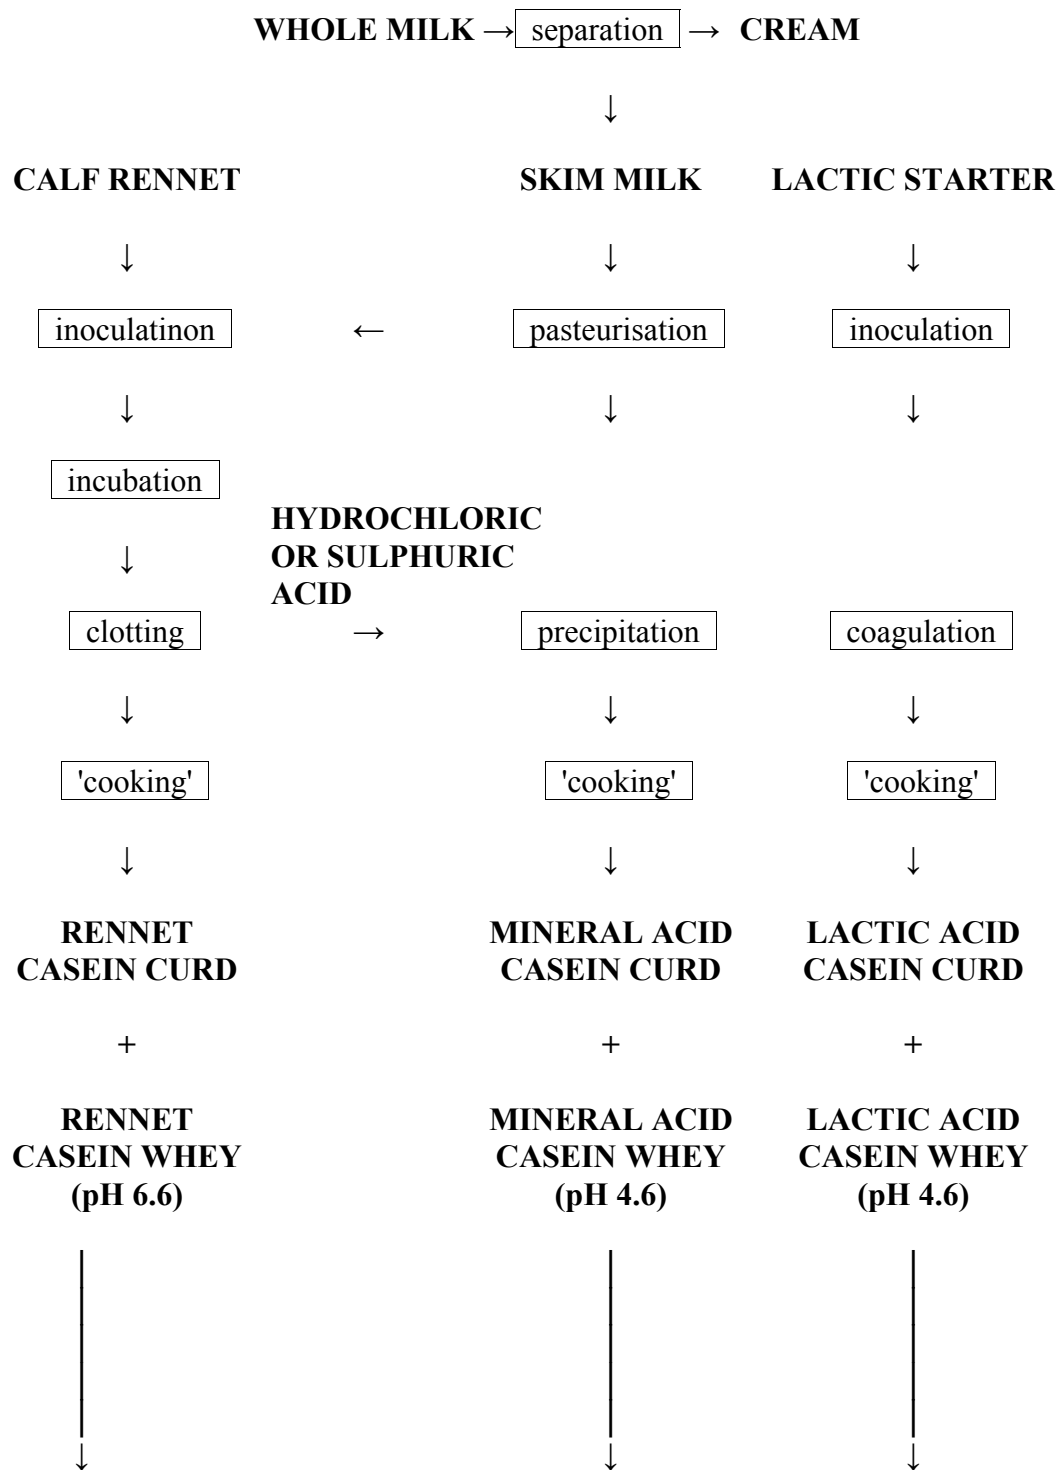 WHOLE MILK → separation → CREAM
↓
CALF RENNET SKIM MILK LACTIC STARTER
↓ ↓ ↓
inoculatinon ← pasteurisation inoculation
↓ ↓ ↓
incubation
HYDROCHLORIC
OR SULPHURIC
ACID
↓
clotting → precipitation coagulation
↓ ↓ ↓
'cooking' 'cooking' 'cooking'
↓ ↓ ↓
RENNET MINERAL ACID LACTIC ACID
CASEIN CURD CASEIN CURD CASEIN CURD
+ + +
RENNET MINERAL ACID LACTIC ACID
CASEIN WHEY CASEIN WHEY CASEIN WHEY
(pH 6.6) (pH 4.6) (pH 4.6)
↓ ↓ ↓